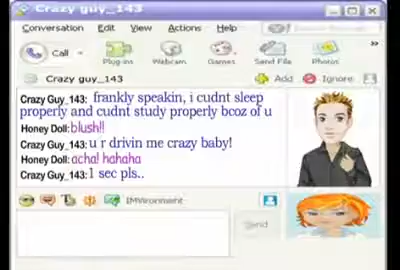 Crazy guy_143
Conversation Edit View Actions Help
Call Plug-ins Webcam Games Send File Photos
Crazy guy_143 Add Ignore
Crazy Guy_143: frankly speakin, i cudnt sleep
properly and cudnt study properly bcoz of u
Honey Doll: blush!!
Crazy Guy_143: u r drivin me crazy baby!
Honey Doll: acha! hahaha
Crazy Guy_143: 1 sec pls..
IMVironment
Send